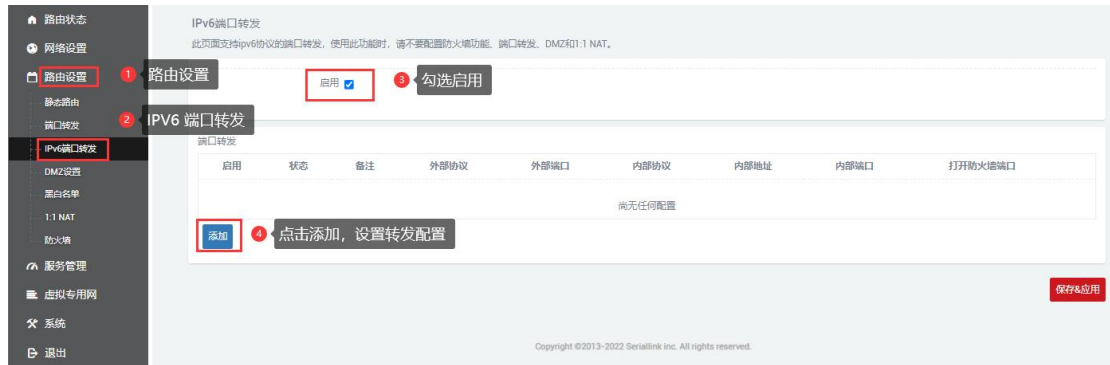 路由状态
网络设置
路由设置
静态路由
端口转发
IPv6端口转发
DMZ设置
黑白名单
1:1 NAT
防火墙
服务管理
虚拟专用网
系统
退出
1 路由设置
2 IPV6 端口转发
IPv6端口转发
此页面支持ipv6协议的端口转发，使用此功能时，请不要配置防火墙功能、端口转发、DMZ和1:1 NAT。
启用
3 勾选启用
端口转发
启用 状态 备注 外部协议 外部端口 内部协议 内部地址 内部端口 打开防火墙端口
尚无任何配置
添加
4 点击添加，设置转发配置
保存&应用
Copyright ©2013-2022 Seriallink inc. All rights reserved.